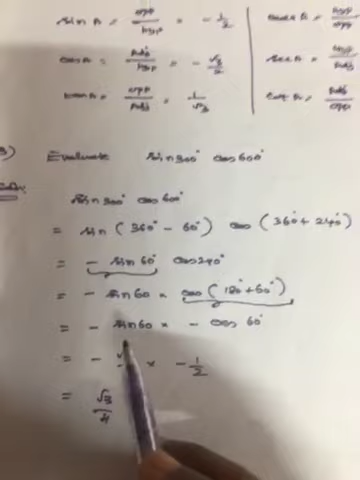 sin A = opp/hyp = - 1/2
cos A = adj/hyp = - √3/2
tan A = opp/adj = 1/√3
cosec A = hyp/opp
sec A = hyp/adj
cot A = adj/opp
3) Evaluate sin 300° cos 600°
sin 300° cos 600°
= sin (360° - 60°) cos (360° + 240°)
= - sin 60° cos 240°
= - sin 60 × cos (180° + 60°)
= - sin 60 × - cos 60°
= - × - 1/2
= √3/4